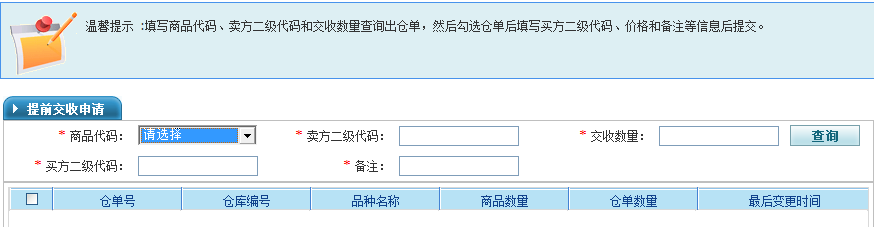 温馨提示 :填写商品代码、卖方二级代码和交收数量查询出仓单，然后勾选仓单后填写买方二级代码、价格和备注等信息后提交。
提前交收申请
* 商品代码： 请选择 * 卖方二级代码： * 交收数量： 查询
* 买方二级代码： * 备注：
仓单号 仓库编号 品种名称 商品数量 仓单数量 最后变更时间